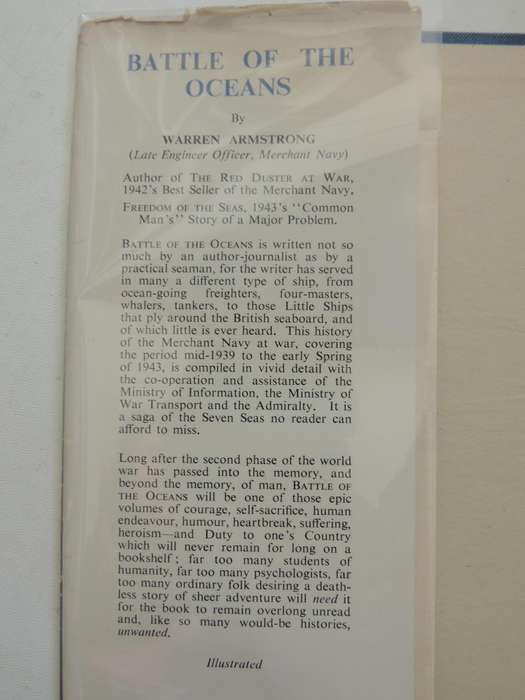 BATTLE OF THE
OCEANS
By
WARREN ARMSTRONG
(Late Engineer Officer, Merchant Navy)
Author of THE RED DUSTER AT WAR,
1942's Best Seller of the Merchant Navy,
FREEDOM OF THE SEAS, 1943's "Common
Man's" Story of a Major Problem.
BATTLE OF THE OCEANS is written not so
much by an author-journalist as by a
practical seaman, for the writer has served
in many a different type of ship, from
ocean-going freighters, four-masters,
whalers, tankers, to those Little Ships
that ply around the British seaboard, and
of which little is ever heard. This history
of the Merchant Navy at war, covering
the period mid-1939 to the early Spring
of 1943, is compiled in vivid detail with
the co-operation and assistance of the
Ministry of Information, the Ministry of
War Transport and the Admiralty. It is
a saga of the Seven Seas no reader can
afford to miss.
Long after the second phase of the world
war has passed into the memory, and
beyond the memory, of man, BATTLE OF
THE OCEANS will be one of those epic
volumes of courage, self-sacrifice, human
endeavour, humour, heartbreak, suffering,
heroism—and Duty to one's Country
which will never remain for long on a
bookshelf; far too many students of
humanity, far too many psychologists, far
too many ordinary folk desiring a death-
less story of sheer adventure will need it
for the book to remain overlong unread
and, like so many would-be histories,
unwanted.
Illustrated